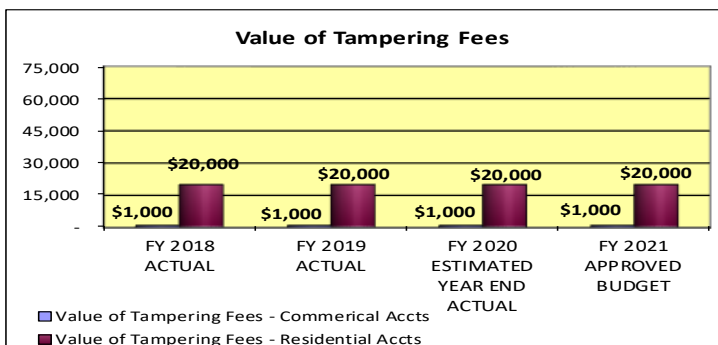 Value of Tampering Fees
75,000
60,000
45,000
30,000
15,000
-
$20,000
$20,000
$20,000
$20,000
$1,000
$1,000
$1,000
$1,000
FY 2018
ACTUAL
FY 2019
ACTUAL
FY 2020
ESTIMATED
YEAR END
ACTUAL
FY 2021
APPROVED
BUDGET
Value of Tampering Fees - Commerical Accts
Value of Tampering Fees - Residential Accts